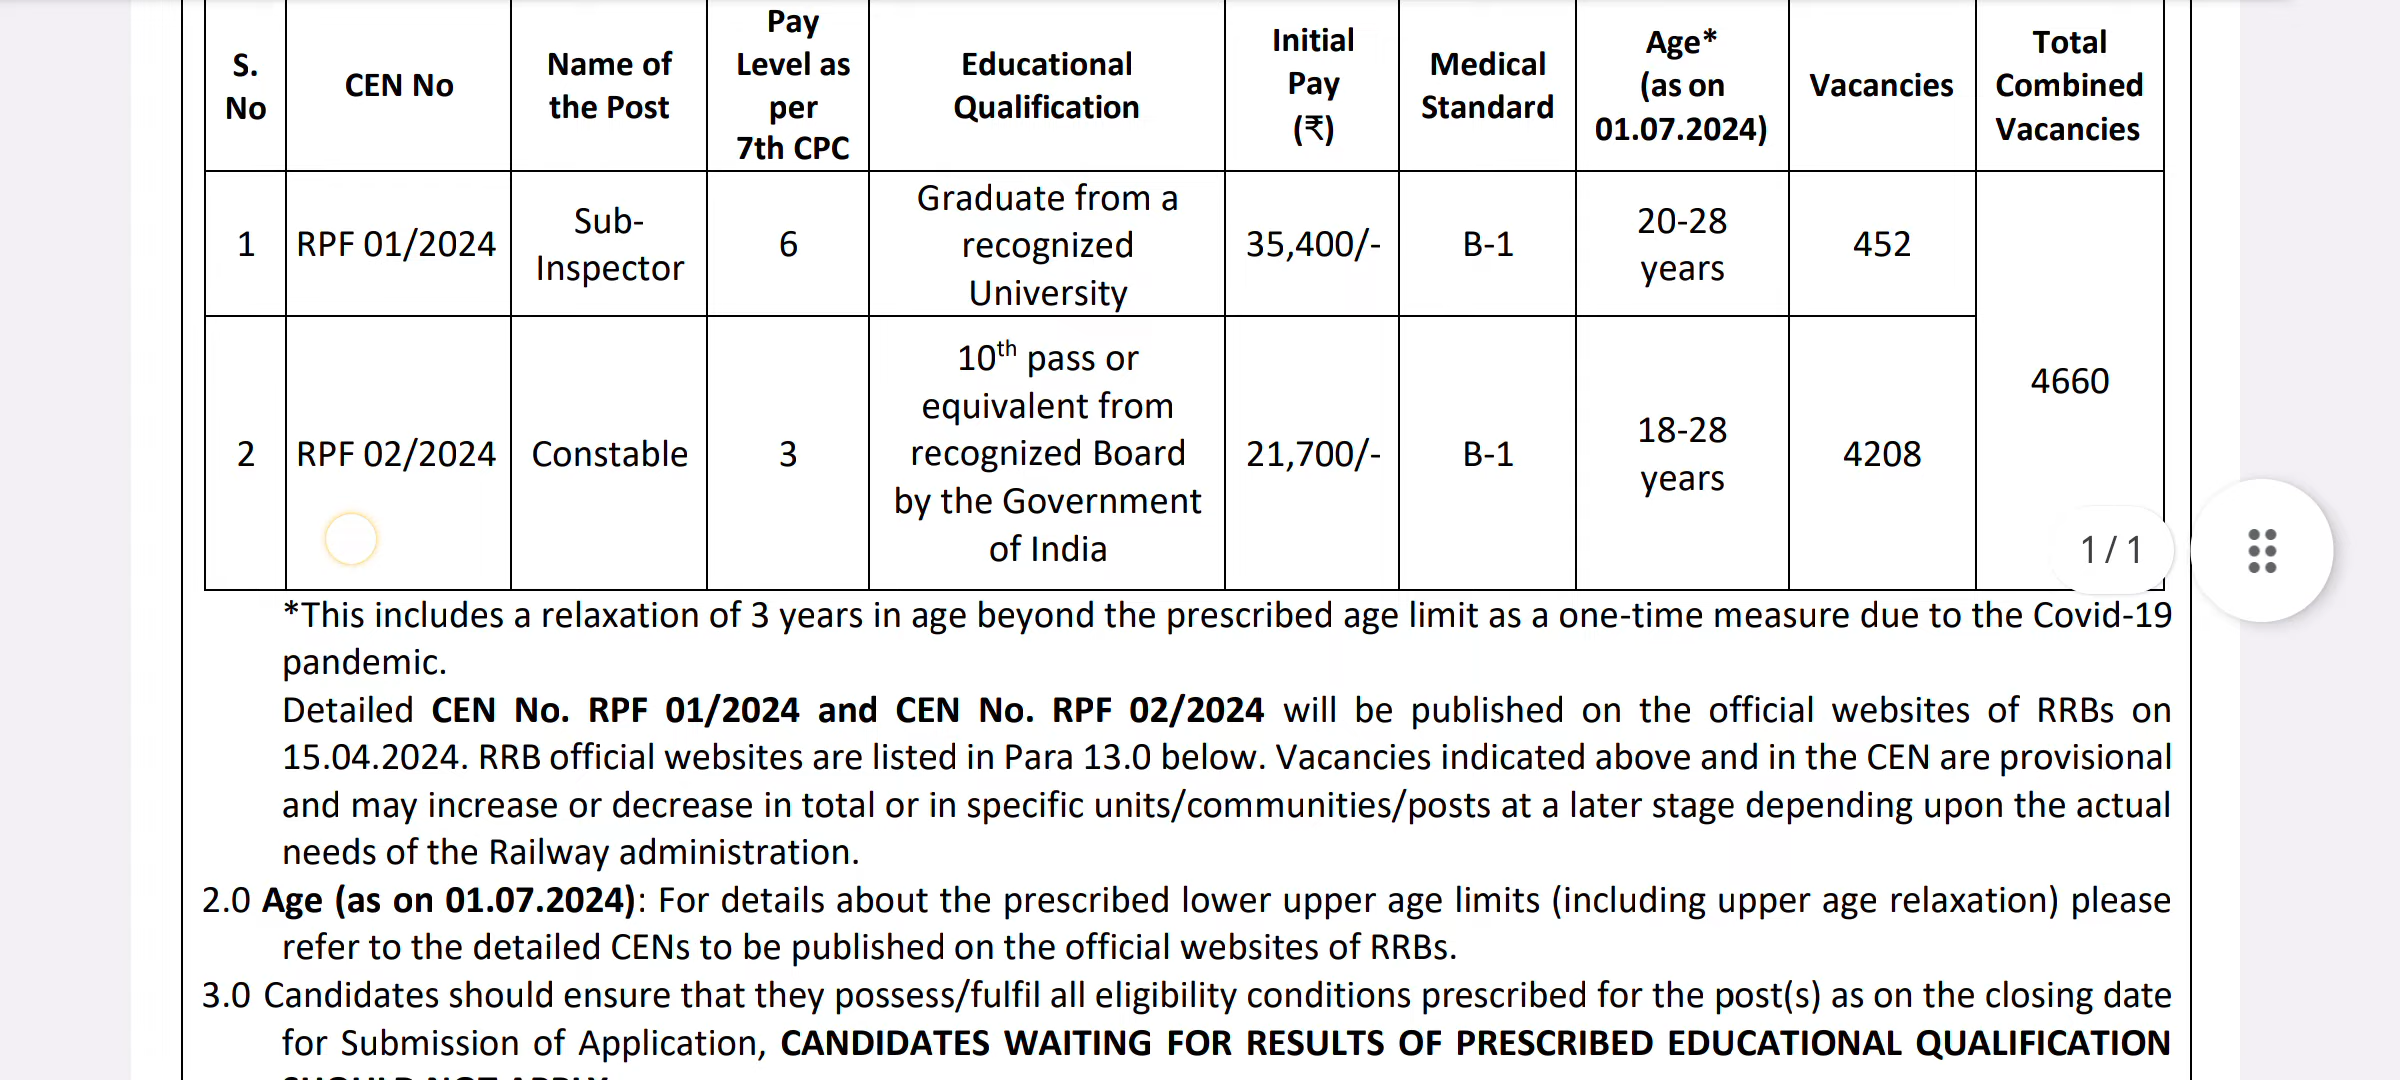 S. No
CEN No
Name of the Post
Pay Level as per 7th CPC
Educational Qualification
Initial Pay (₹)
Medical Standard
Age* (as on 01.07.2024)
Vacancies
Total Combined Vacancies
1
RPF 01/2024
Sub-Inspector
6
Graduate from a recognized University
35,400/-
B-1
20-28 years
452
4660
2
RPF 02/2024
Constable
3
10th pass or equivalent from recognized Board by the Government of India
21,700/-
B-1
18-28 years
4208
1 / 1
*This includes a relaxation of 3 years in age beyond the prescribed age limit as a one-time measure due to the Covid-19
pandemic.
Detailed CEN No. RPF 01/2024 and CEN No. RPF 02/2024 will be published on the official websites of RRBs on
15.04.2024. RRB official websites are listed in Para 13.0 below. Vacancies indicated above and in the CEN are provisional
and may increase or decrease in total or in specific units/communities/posts at a later stage depending upon the actual
needs of the Railway administration.
2.0 Age (as on 01.07.2024): For details about the prescribed lower upper age limits (including upper age relaxation) please
refer to the detailed CENs to be published on the official websites of RRBs.
3.0 Candidates should ensure that they possess/fulfil all eligibility conditions prescribed for the post(s) as on the closing date
for Submission of Application, CANDIDATES WAITING FOR RESULTS OF PRESCRIBED EDUCATIONAL QUALIFICATION